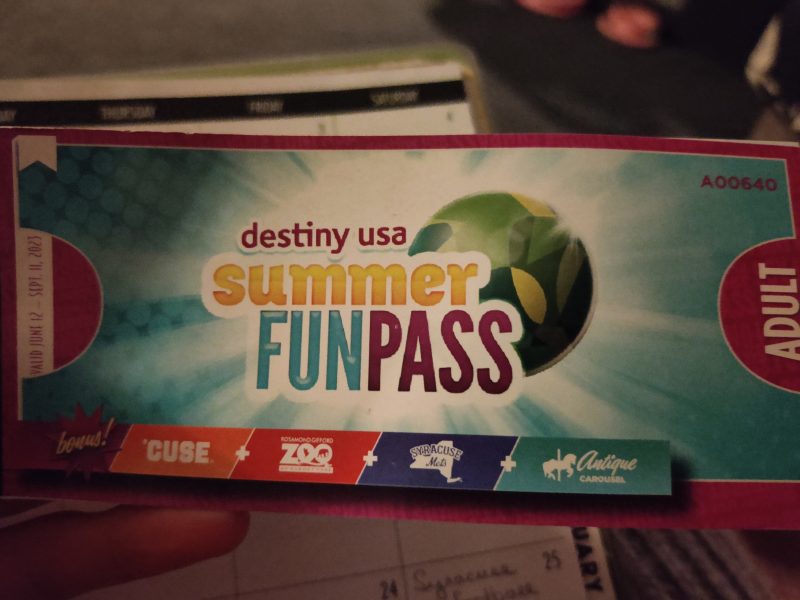 THURSDAY
FRIDAY
SATURDAY
A00640
destiny usa
summer
FUNPASS
VALID JUNE 12 – SEPT. 11, 2023
ADULT
bonus!
'CUSE
+
ROSAMOND GIFFORD
ZOO
+
SYRACUSE
Mets
+
Antique
CAROUSEL
24
Syracuse
25